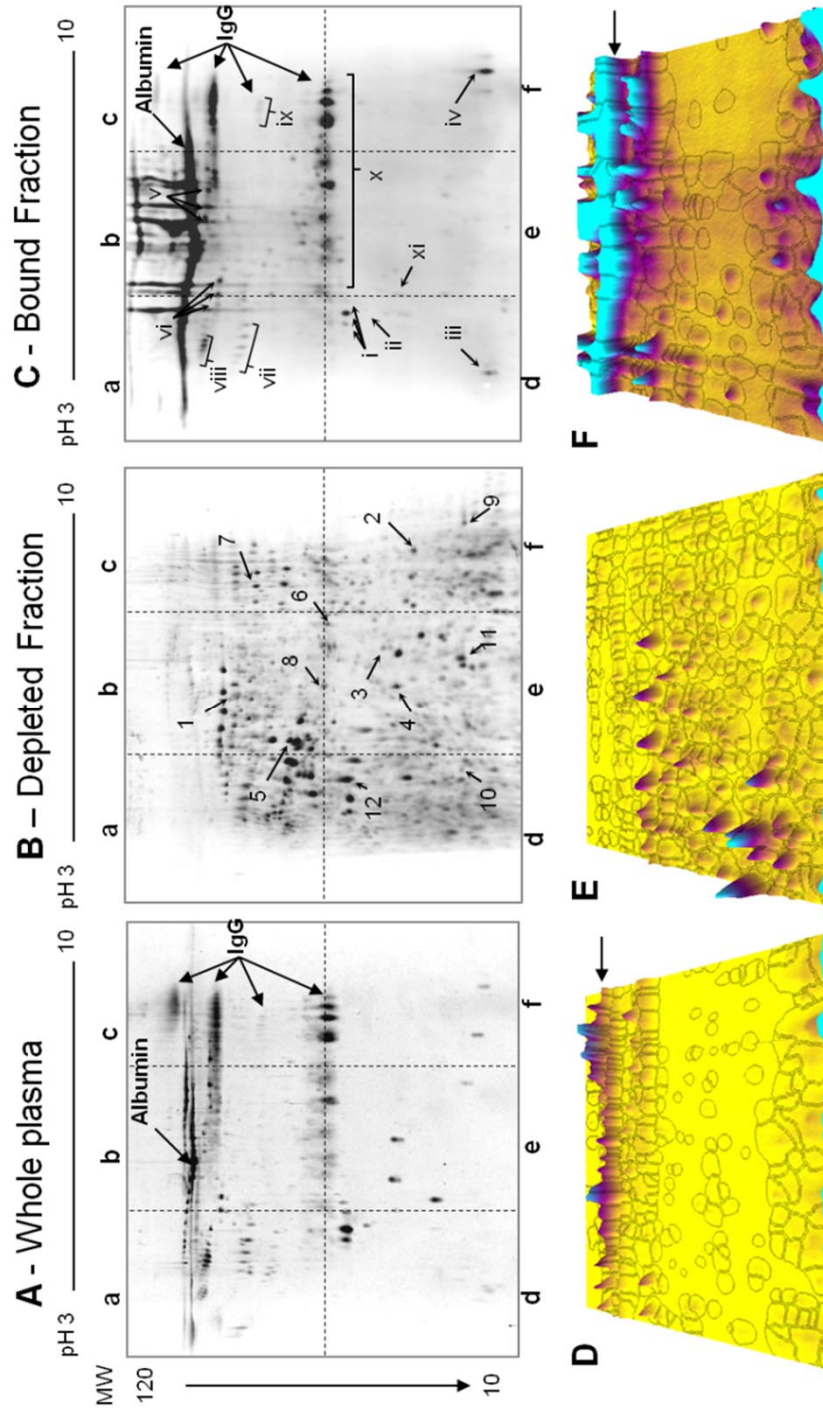 A - Whole plasma
pH 3 10
MW
120
10
a b c
Albumin
IgG
d e f
B – Depleted Fraction
pH 3 10
a b c
1
5
7
8
6
12
3
4
2
10
11
9
d e f
C - Bound Fraction
pH 3 10
a b c
Albumin
IgG
vi
v
viii
vii
ix
x
i
ii
xi
iii
iv
d e f
D
E
F